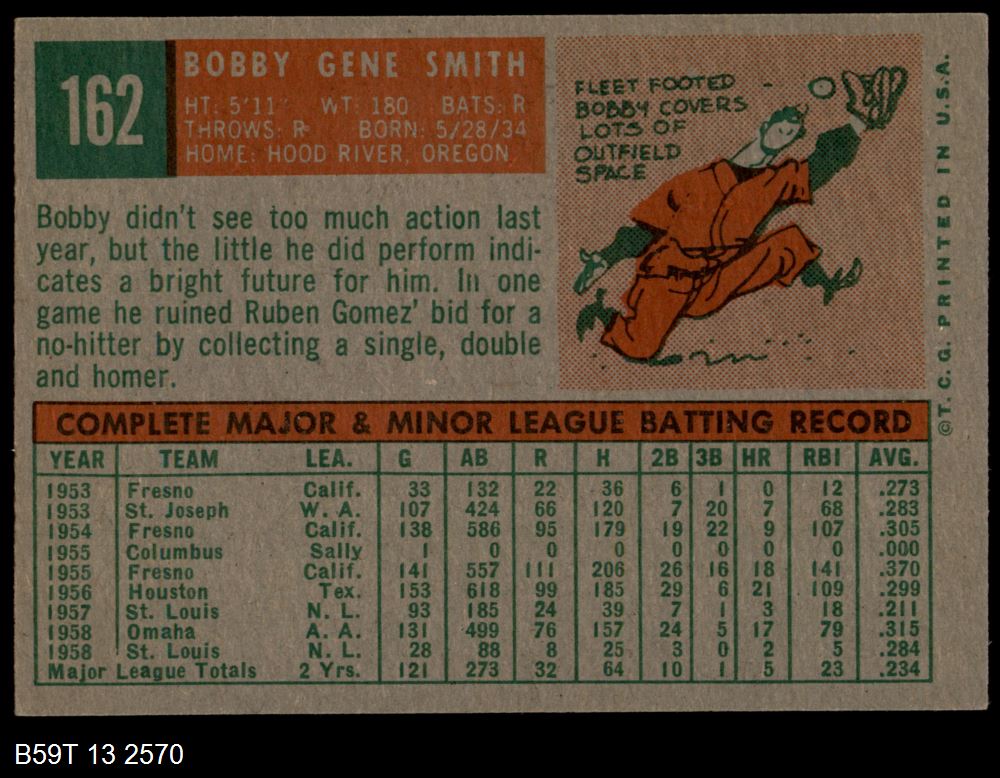 162
BOBBY GENE SMITH
HT: 5'11" WT: 180 BATS: R
THROWS: R BORN: 5/28/34
HOME: HOOD RIVER, OREGON
Bobby didn't see too much action last
year, but the little he did perform indi-
cates a bright future for him. In one
game he ruined Ruben Gomez' bid for a
no-hitter by collecting a single, double
and homer.
FLEET FOOTED
BOBBY COVERS
LOTS OF
OUTFIELD
SPACE
©T. C. G. PRINTED IN U.S.A.
COMPLETE MAJOR & MINOR LEAGUE BATTING RECORD
YEAR TEAM LEA. G AB R H 2B 3B HR RBI AVG.
1953 Fresno Calif. 33 132 22 36 6 1 0 12 .273
1953 St. Joseph W. A. 107 424 66 120 7 20 7 68 .283
1954 Fresno Calif. 138 586 95 179 19 22 9 107 .305
1955 Columbus Sally 1 0 0 0 0 0 0 0 .000
1955 Fresno Calif. 141 557 111 206 26 16 18 141 .370
1956 Houston Tex. 153 618 99 185 29 6 21 109 .299
1957 St. Louis N. L. 93 185 24 39 7 1 3 18 .211
1958 Omaha A. A. 131 499 76 157 24 5 17 79 .315
1958 St. Louis N. L. 28 88 8 25 3 0 2 5 .284
Major League Totals 2 Yrs. 121 273 32 64 10 1 5 23 .234
B59T 13 2570